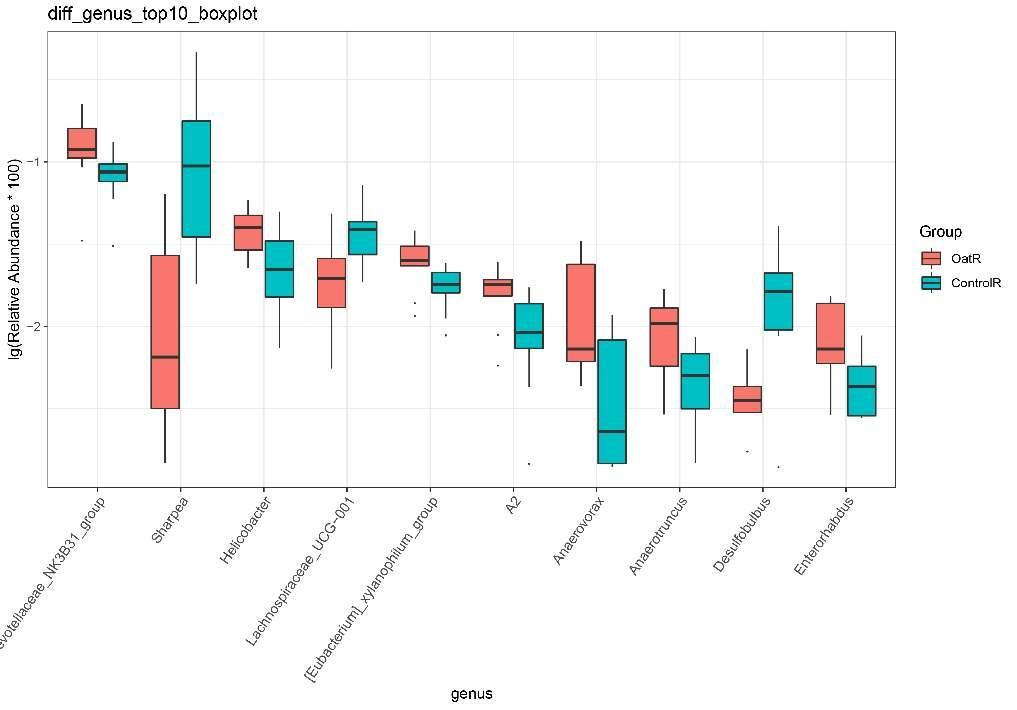 diff_genus_top10_boxplot
lg(Relative Abundance * 100)
−1
−2
evotellaceae_NK3B31_group
Sharpea
Helicobacter
Lachnospiraceae_UCG−001
[Eubacterium]_xylanophilum_group
A2
Anaerovorax
Anaerotruncus
Desulfobulbus
Enterorhabdus
genus
Group
OatR
ControlR